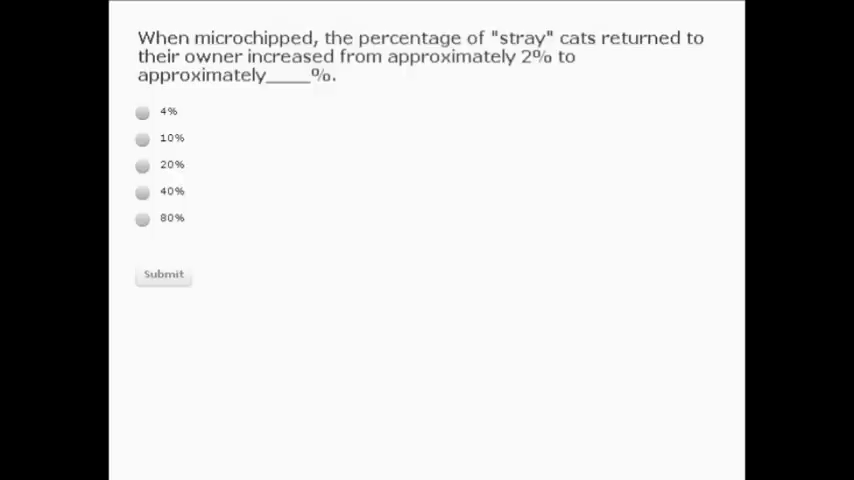 When microchipped, the percentage of "stray" cats returned to
their owner increased from approximately 2% to
approximately____%.
4%
10%
20%
40%
80%
Submit